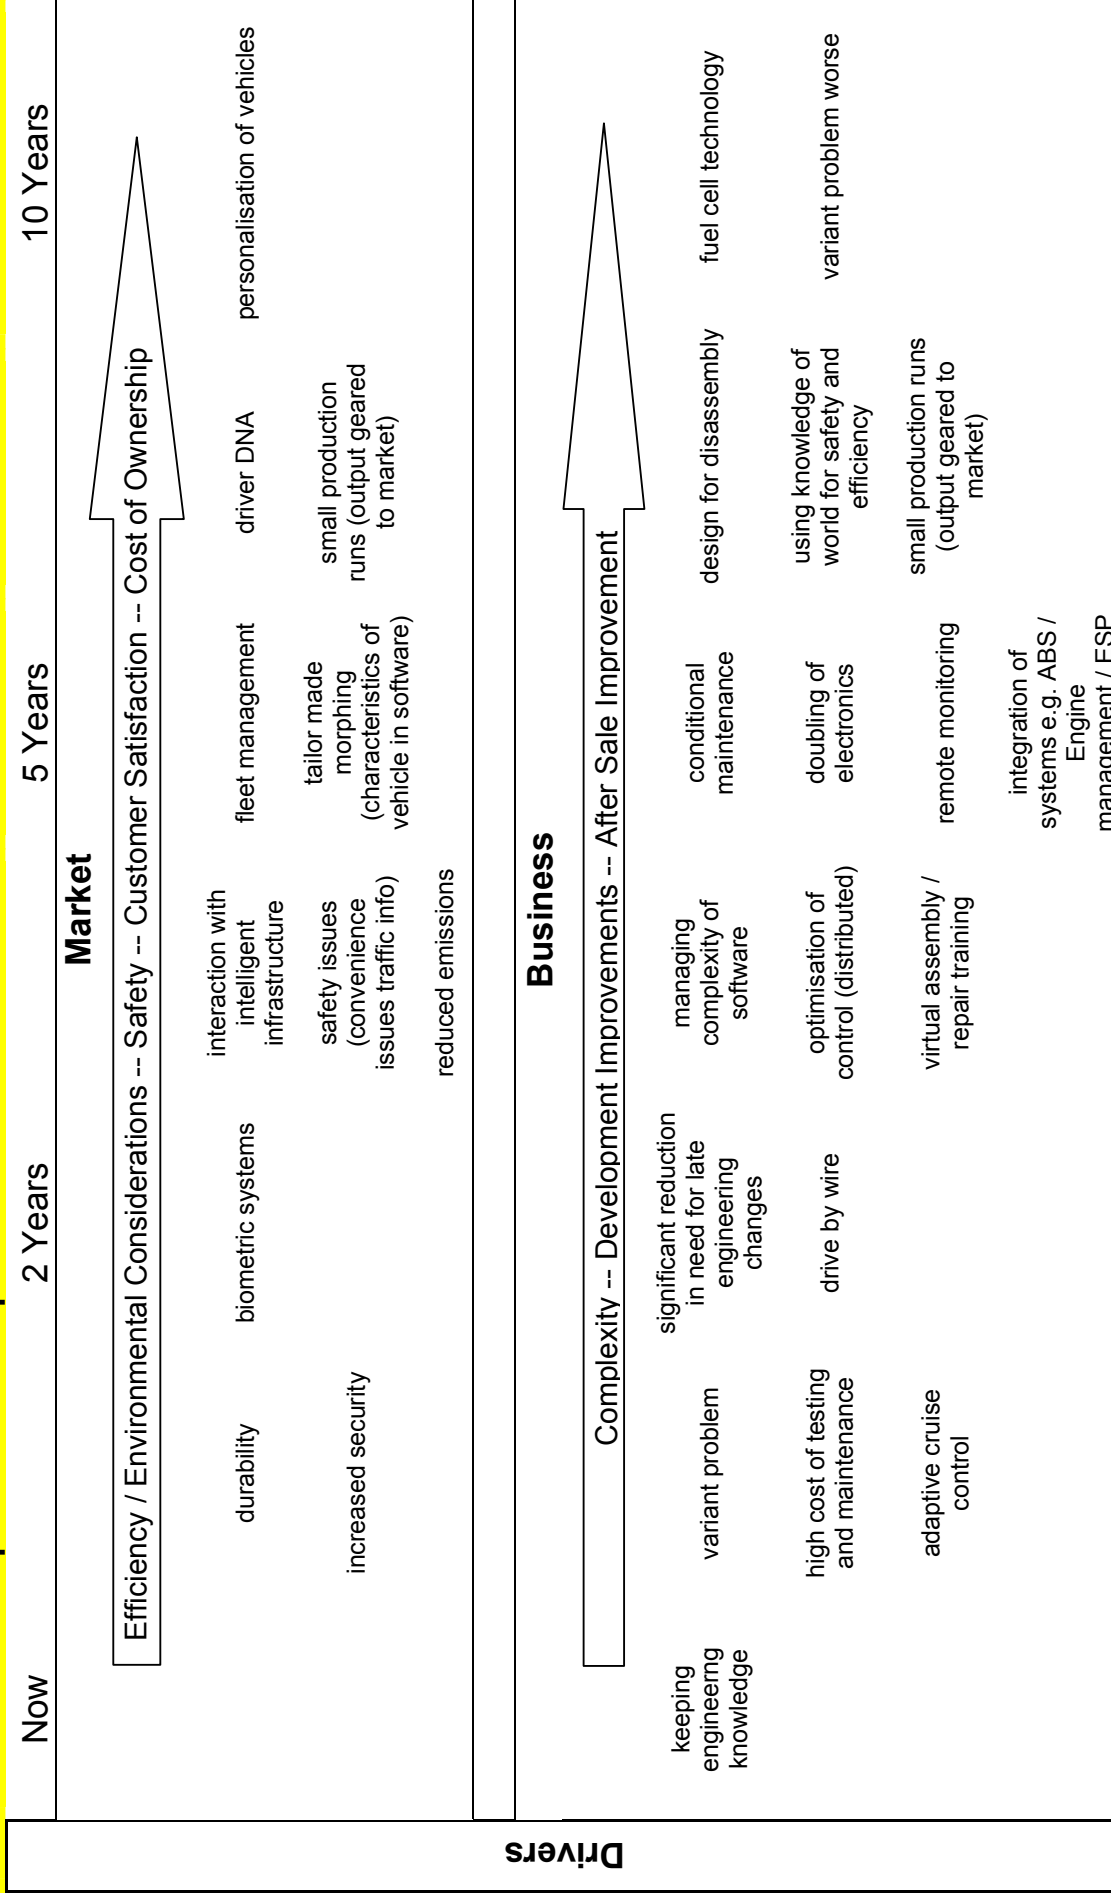 Now
2 Years
5 Years
10 Years
Market
Efficiency / Environmental Considerations -- Safety -- Customer Satisfaction -- Cost of Ownership
durability
increased security
biometric systems
interaction with
intelligent
infrastructure
safety issues
(convenience
issues traffic info)
reduced emissions
fleet management
tailor made
morphing
(characteristics of
vehicle in software)
driver DNA
small production
runs (output geared
to market)
personalisation of vehicles
Drivers
Business
Complexity -- Development Improvements -- After Sale Improvement
keeping
engineerng
knowledge
variant problem
high cost of testing
and maintenance
adaptive cruise
control
significant reduction
in need for late
engineering
changes
drive by wire
managing
complexity of
software
optimisation of
control (distributed)
virtual assembly /
repair training
conditional
maintenance
doubling of
electronics
remote monitoring
integration of
systems e.g. ABS /
Engine
management / ESP
design for disassembly
using knowledge of
world for safety and
efficiency
small production runs
(output geared to
market)
fuel cell technology
variant problem worse